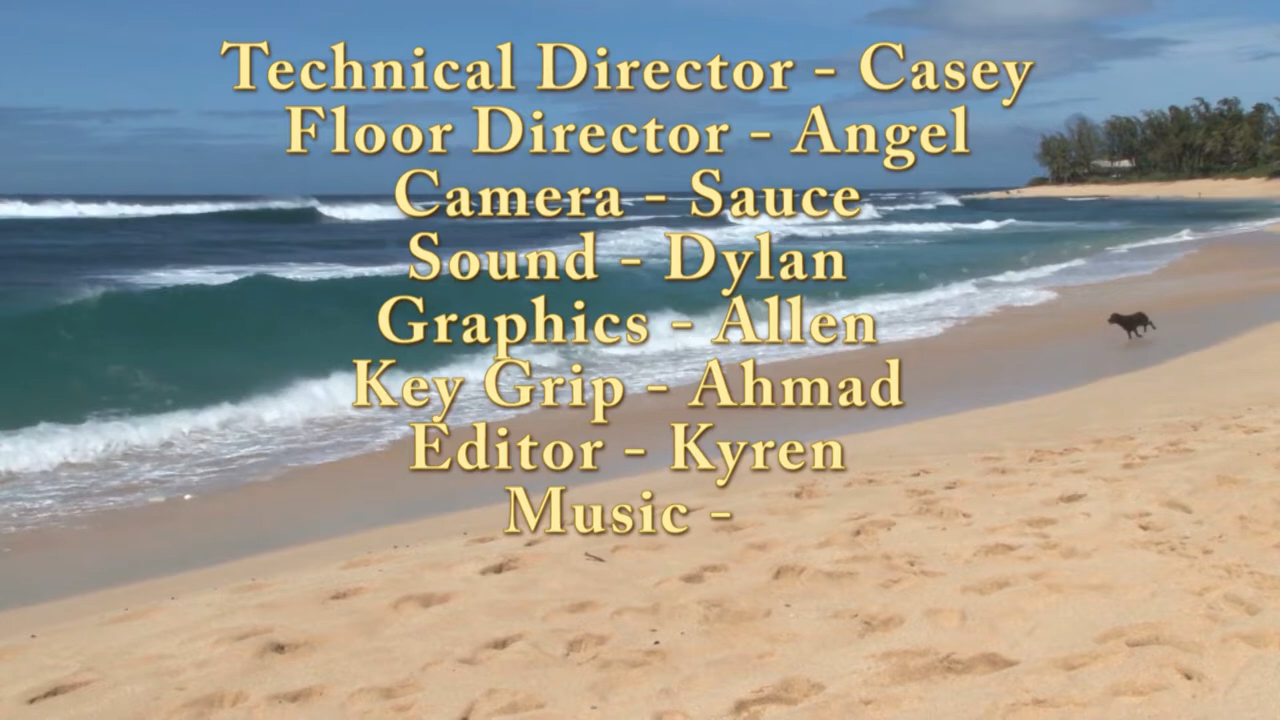 Technical Director - Casey
Floor Director - Angel
Camera - Sauce
Sound - Dylan
Graphics - Allen
Key Grip - Ahmad
Editor - Kyren
Music -